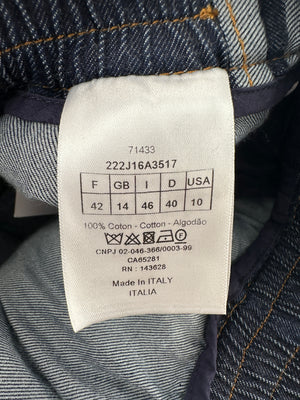 71433
222J16A3517
F GB I D USA
42 14 46 40 10
100% Coton - Cotton - Algodão
CNPJ 02-046-366/0003-99
CA65281
RN : 143628
Made In ITALY
ITALIA